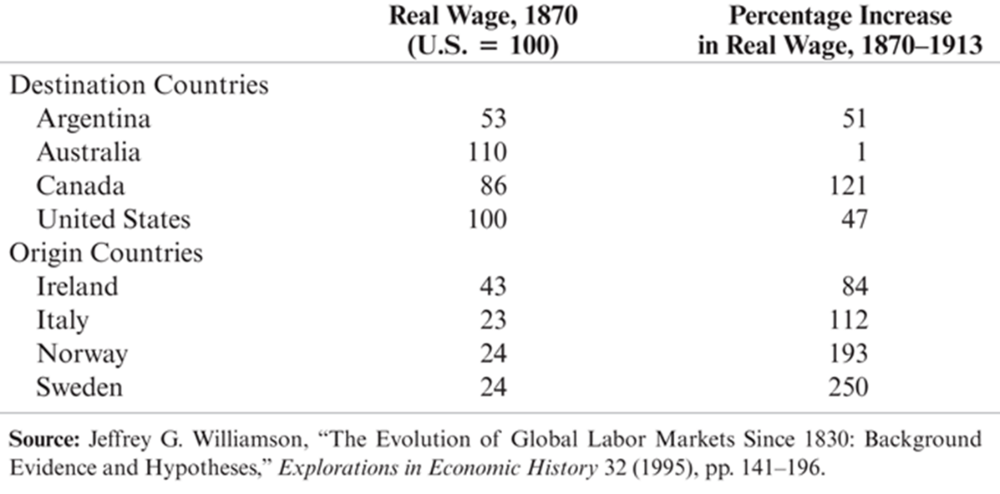 Real Wage, 1870 Percentage Increase
(U.S. = 100) in Real Wage, 1870–1913
Destination Countries
Argentina 53 51
Australia 110 1
Canada 86 121
United States 100 47
Origin Countries
Ireland 43 84
Italy 23 112
Norway 24 193
Sweden 24 250
Source: Jeffrey G. Williamson, “The Evolution of Global Labor Markets Since 1830: Background
Evidence and Hypotheses,” Explorations in Economic History 32 (1995), pp. 141–196.